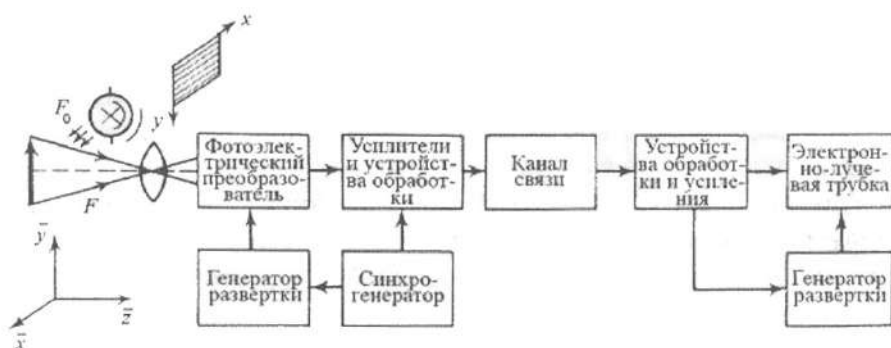 x
F₀
y
F
Фотоэлек-
трический
преобразо-
ватель
Усилители
и устройст-
ва обработ-
ки
Канал
связи
Устройст-
ва обработ-
ки и усиле-
ния
Электрон-
но-луче-
вая трубка
Генератор
развертки
Синхро-
генератор
Генератор
развертки
y̅
z̅
x̅